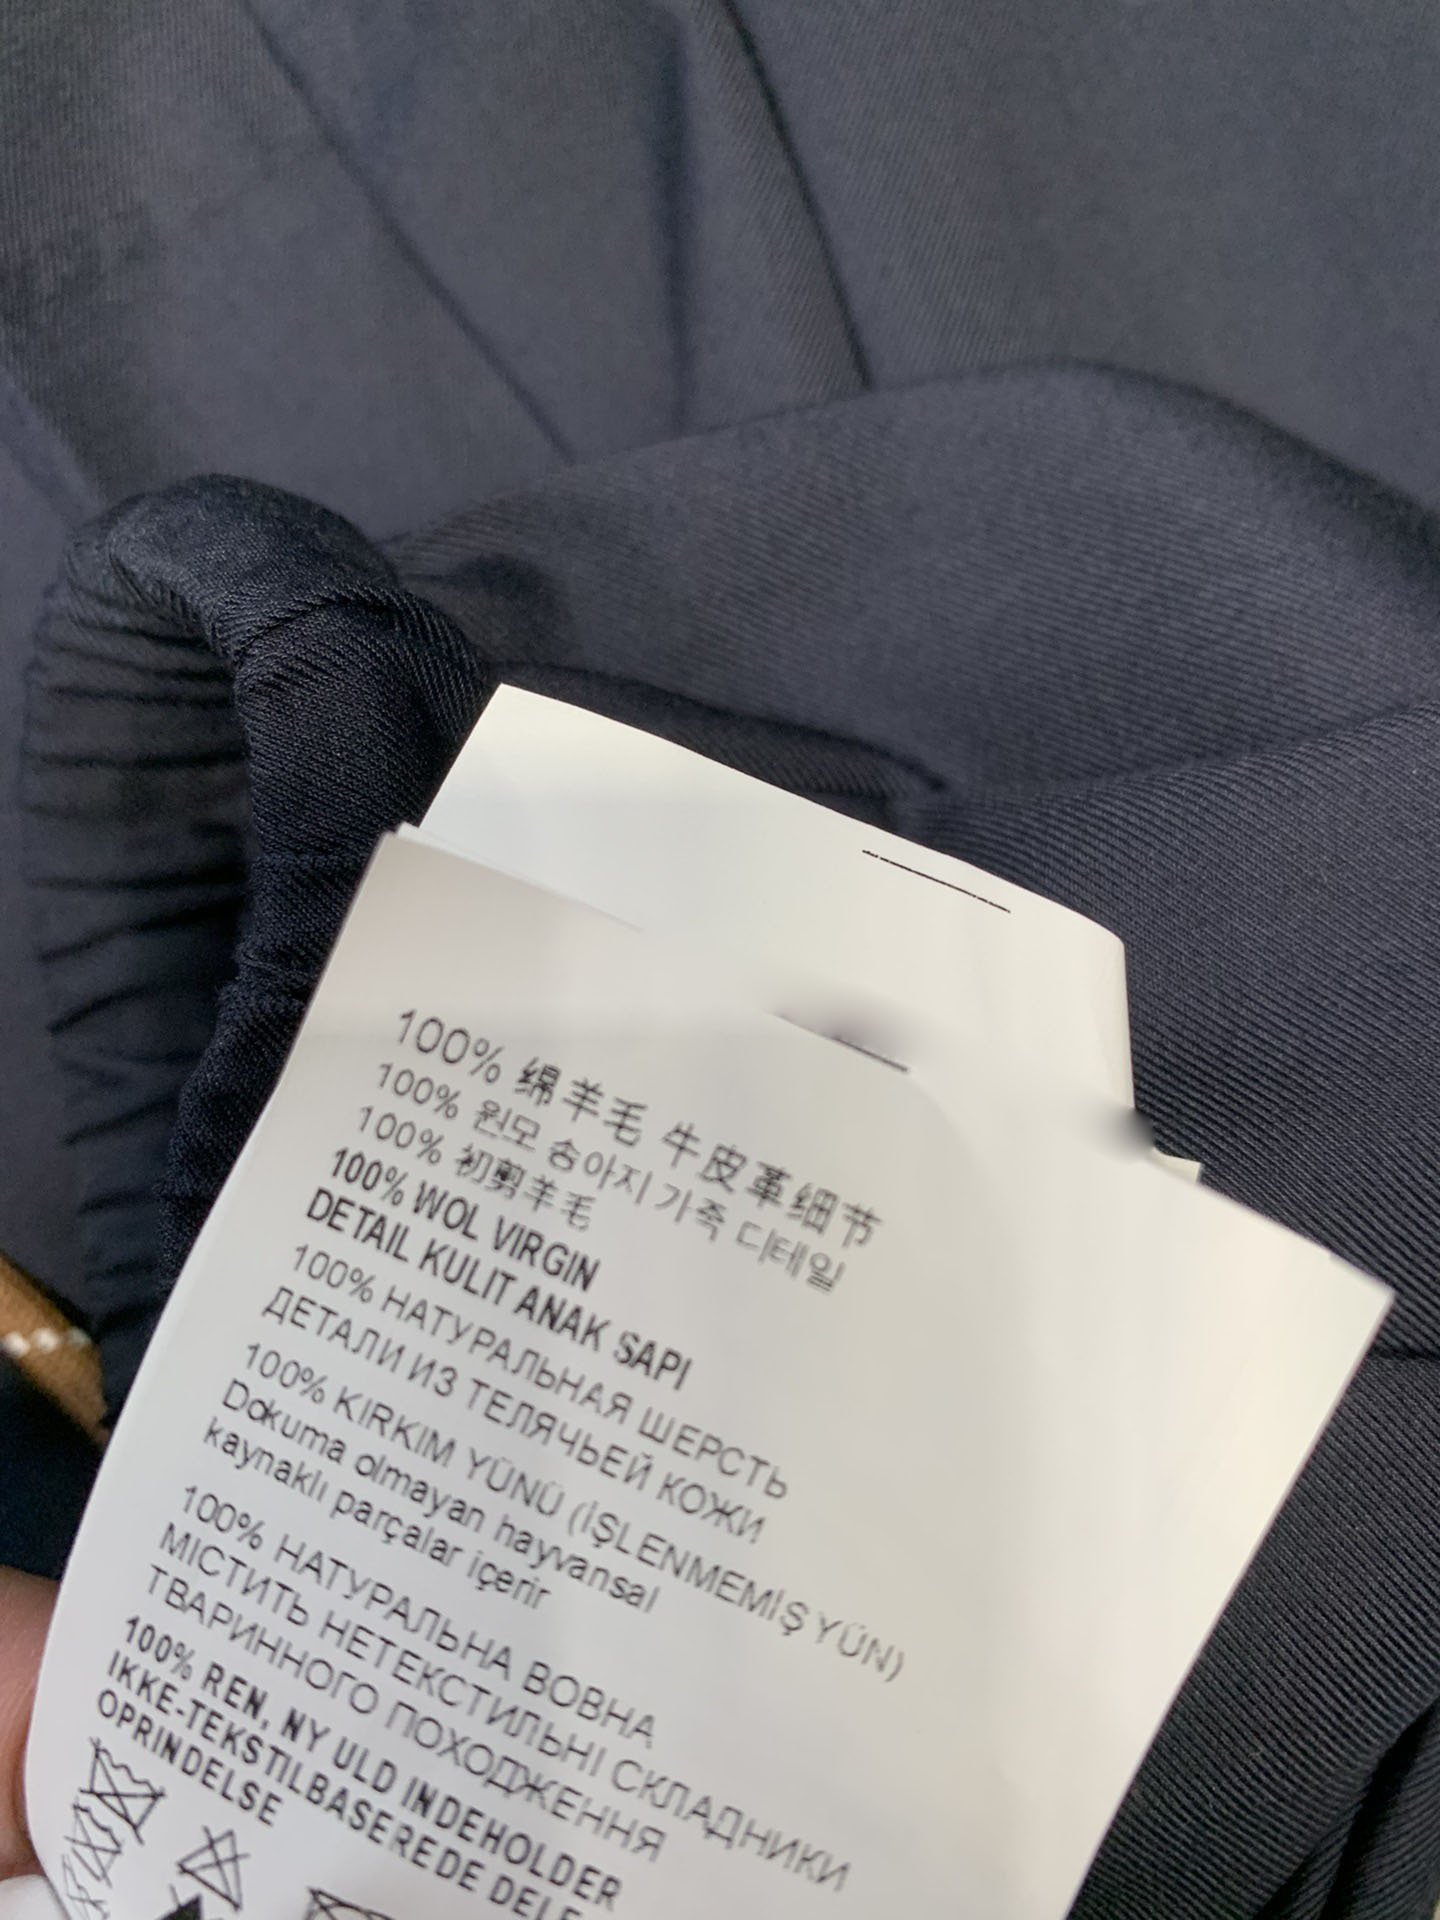 100% 绵羊毛 牛皮革细节
100% 원모 송아지 가죽 디테일
100% 初剪羊毛
100% WOL VIRGIN
DETAIL KULIT ANAK SAPI
100% НАТУРАЛЬНАЯ ШЕРСТЬ
ДЕТАЛИ ИЗ ТЕЛЯЧЬЕЙ КОЖИ
100% KIRKIM YÜNÜ (İŞLENMEMİŞ YÜN)
Dokuma olmayan hayvansal
kaynaklı parçalar içerir
100% НАТУРАЛЬНА ВОВНА
МІСТИТЬ НЕТЕКСТИЛЬНІ СКЛАДНИКИ
ТВАРИННОГО ПОХОДЖЕННЯ
100% REN, NY ULD INDEHOLDER
IKKE-TEKSTILBASEREDE DELE
OPRINDELSE